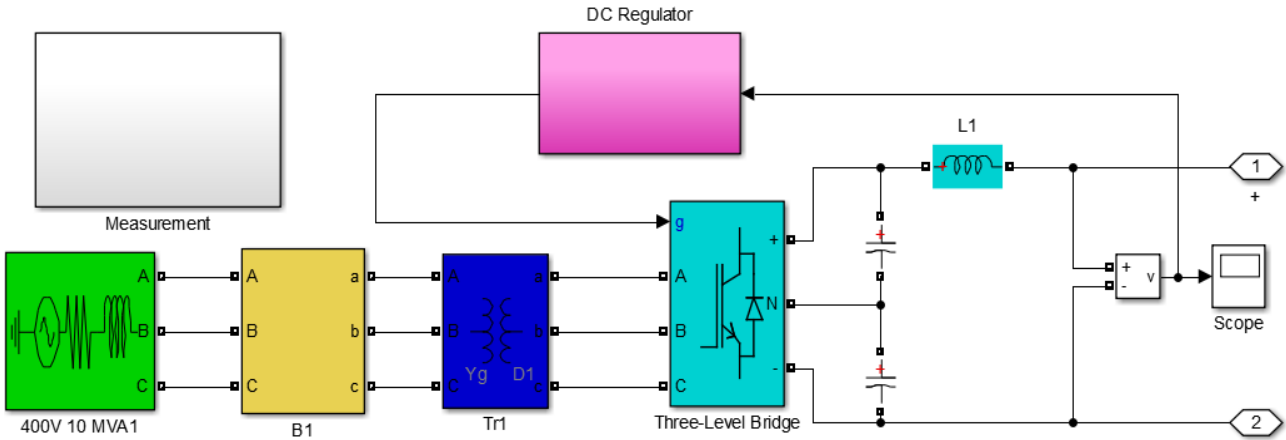 DC Regulator
Measurement
L1
1
+
g
+
A
B
C
N
-
Three-Level Bridge
A
B
C
400V 10 MVA1
A
B
C
a
b
c
B1
A
B
C
a
b
c
Yg
D1
Tr1
+
+
+
+
-
v
Scope
2